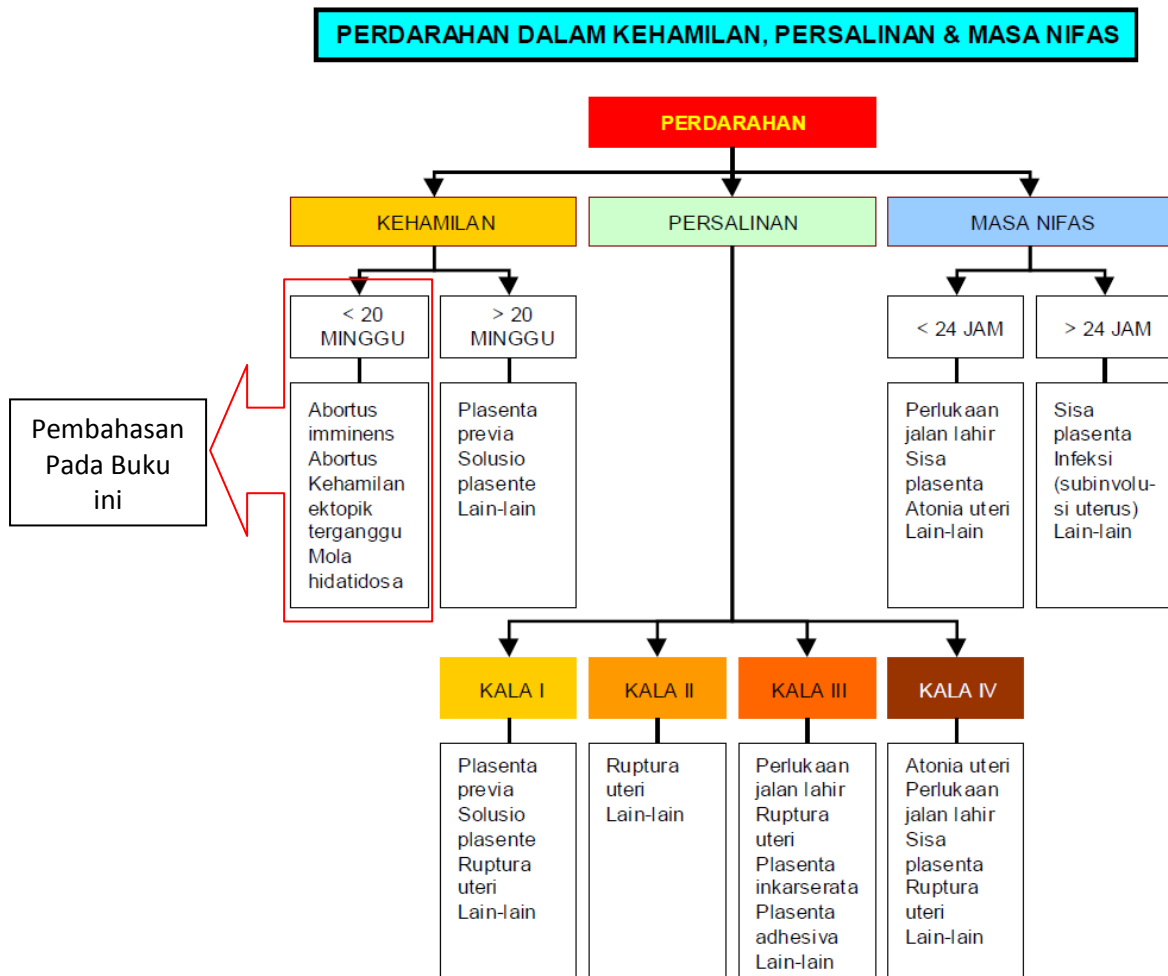 PERDARAHAN DALAM KEHAMILAN, PERSALINAN & MASA NIFAS
PERDARAHAN
KEHAMILAN
PERSALINAN
MASA NIFAS
< 20
MINGGU
> 20
MINGGU
< 24 JAM
> 24 JAM
Pembahasan
Pada Buku
ini
Abortus
imminens
Abortus
Kehamilan
ektopik
terganggu
Mola
hidatidosa
Plasenta
previa
Solusio
plasente
Lain-lain
Perlukaan
jalan lahir
Sisa
plasenta
Atonia uteri
Lain-lain
Sisa
plasenta
Infeksi
(subinvolu-
si uterus)
Lain-lain
KALA I
KALA II
KALA III
KALA IV
Plasenta
previa
Solusio
plasente
Ruptura
uteri
Lain-lain
Ruptura
uteri
Lain-lain
Perlukaan
jalan lahir
Ruptura
uteri
Plasenta
inkarserata
Plasenta
adhesiva
Lain-lain
Atonia uteri
Perlukaan
jalan lahir
Sisa
plasenta
Ruptura
uteri
Lain-lain